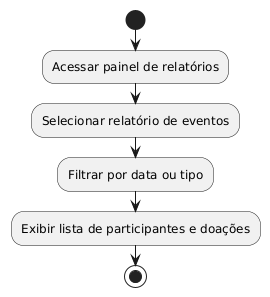 Acessar painel de relatórios
Selecionar relatório de eventos
Filtrar por data ou tipo
Exibir lista de participantes e doações